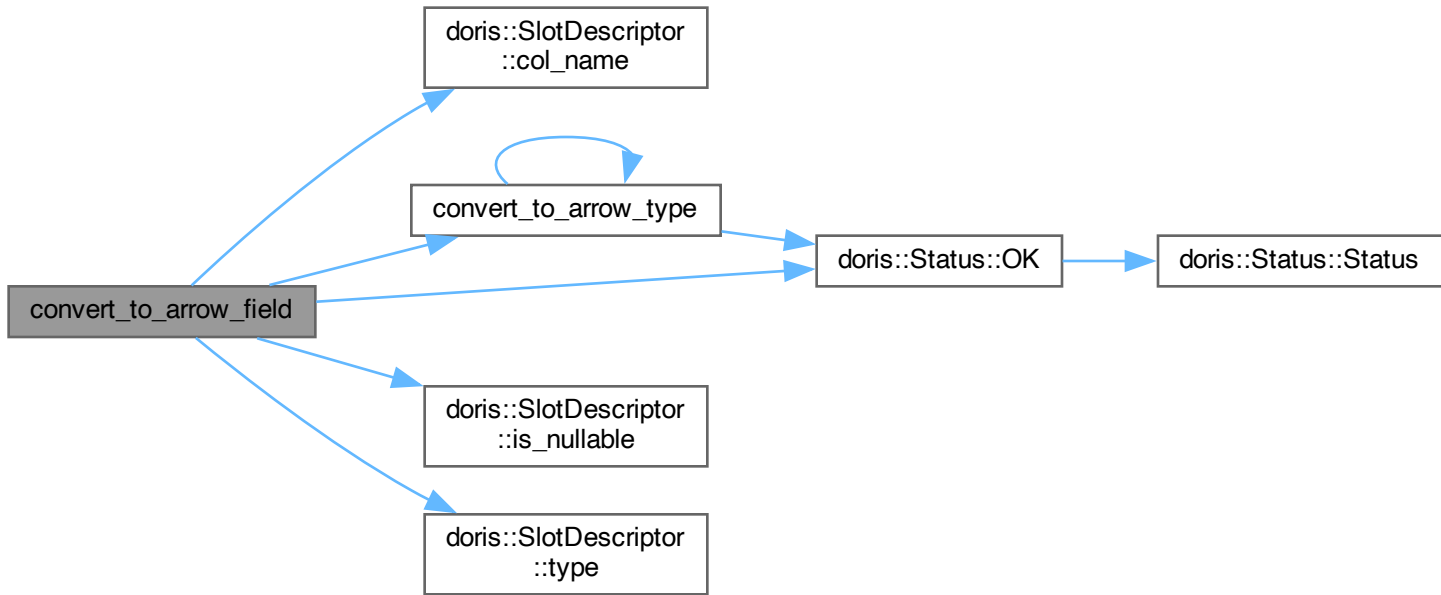 doris::SlotDescriptor
::col_name
convert_to_arrow_type
doris::Status::OK
doris::Status::Status
convert_to_arrow_field
doris::SlotDescriptor
::is_nullable
doris::SlotDescriptor
::type